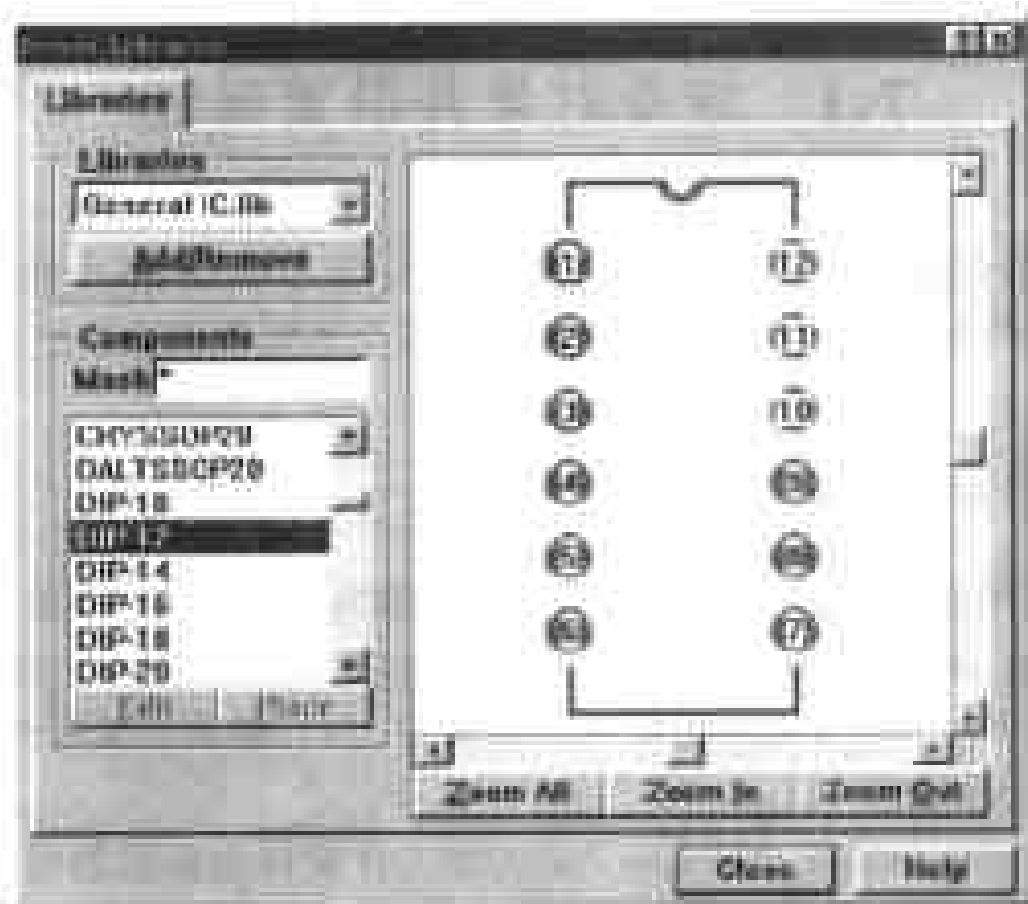 Libraries
Libraries
General IC.lib
Add/Remove
Components
Mask *
DIP-10
DIP-12
DIP-14
DIP-16
DIP-18
DIP-20
Edit
Zoom All Zoom In Zoom Out
1 12
2 11
3 10
4 9
5 8
6 7
Close Help